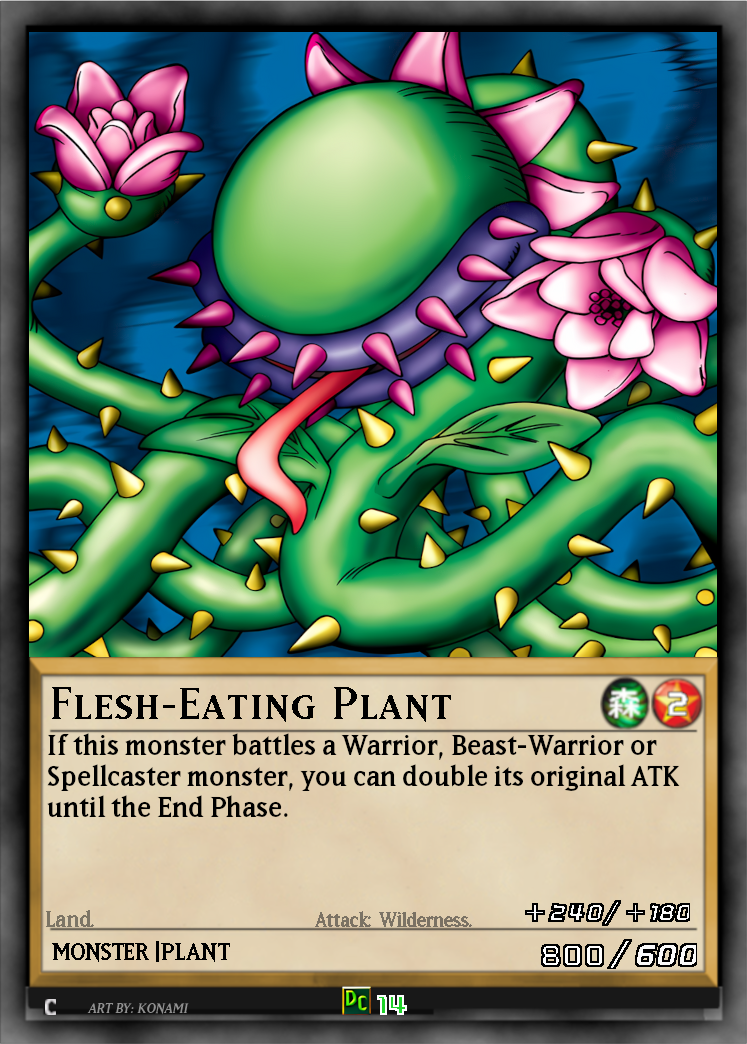 Flesh-Eating Plant 森 2
If this monster battles a Warrior, Beast-Warrior or
Spellcaster monster, you can double its original ATK
until the End Phase.
Land. Attack: Wilderness. +240/+180
MONSTER |PLANT 800/600
C ART BY: KONAMI DC 14